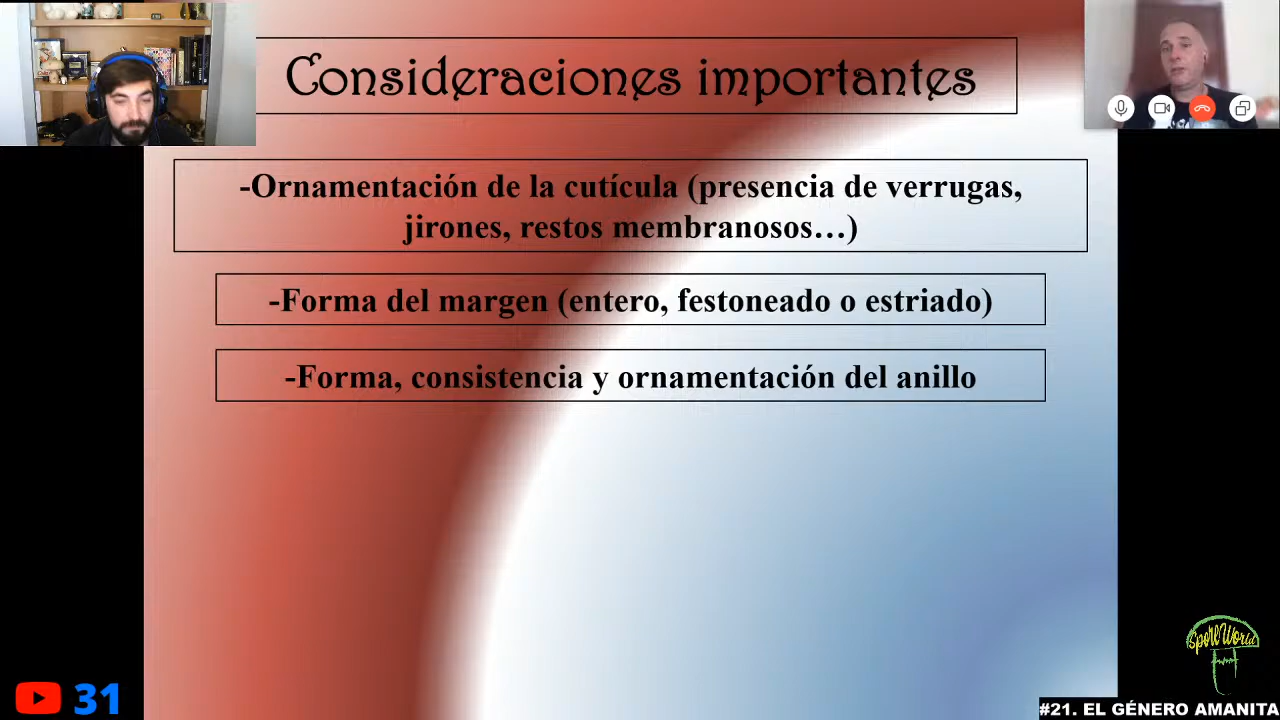 Consideraciones importantes
-Ornamentación de la cutícula (presencia de verrugas,
jirones, restos membranosos…)
-Forma del margen (entero, festoneado o estriado)
-Forma, consistencia y ornamentación del anillo
SporeWorld
31
#21. EL GÉNERO AMANITA